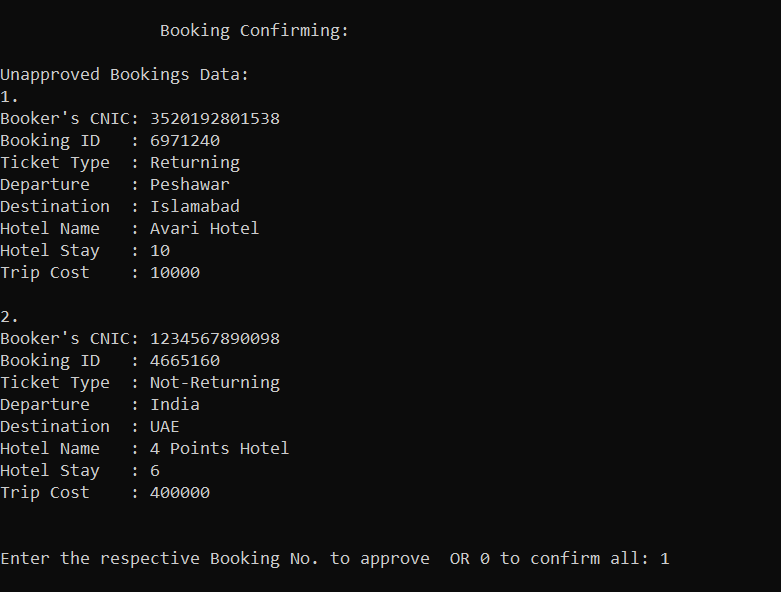 Booking Confirming:
Unapproved Bookings Data:
1.
Booker's CNIC: 3520192801538
Booking ID   : 6971240
Ticket Type  : Returning
Departure    : Peshawar
Destination  : Islamabad
Hotel Name   : Avari Hotel
Hotel Stay   : 10
Trip Cost    : 10000
2.
Booker's CNIC: 1234567890098
Booking ID   : 4665160
Ticket Type  : Not-Returning
Departure    : India
Destination  : UAE
Hotel Name   : 4 Points Hotel
Hotel Stay   : 6
Trip Cost    : 400000
Enter the respective Booking No. to approve  OR 0 to confirm all: 1